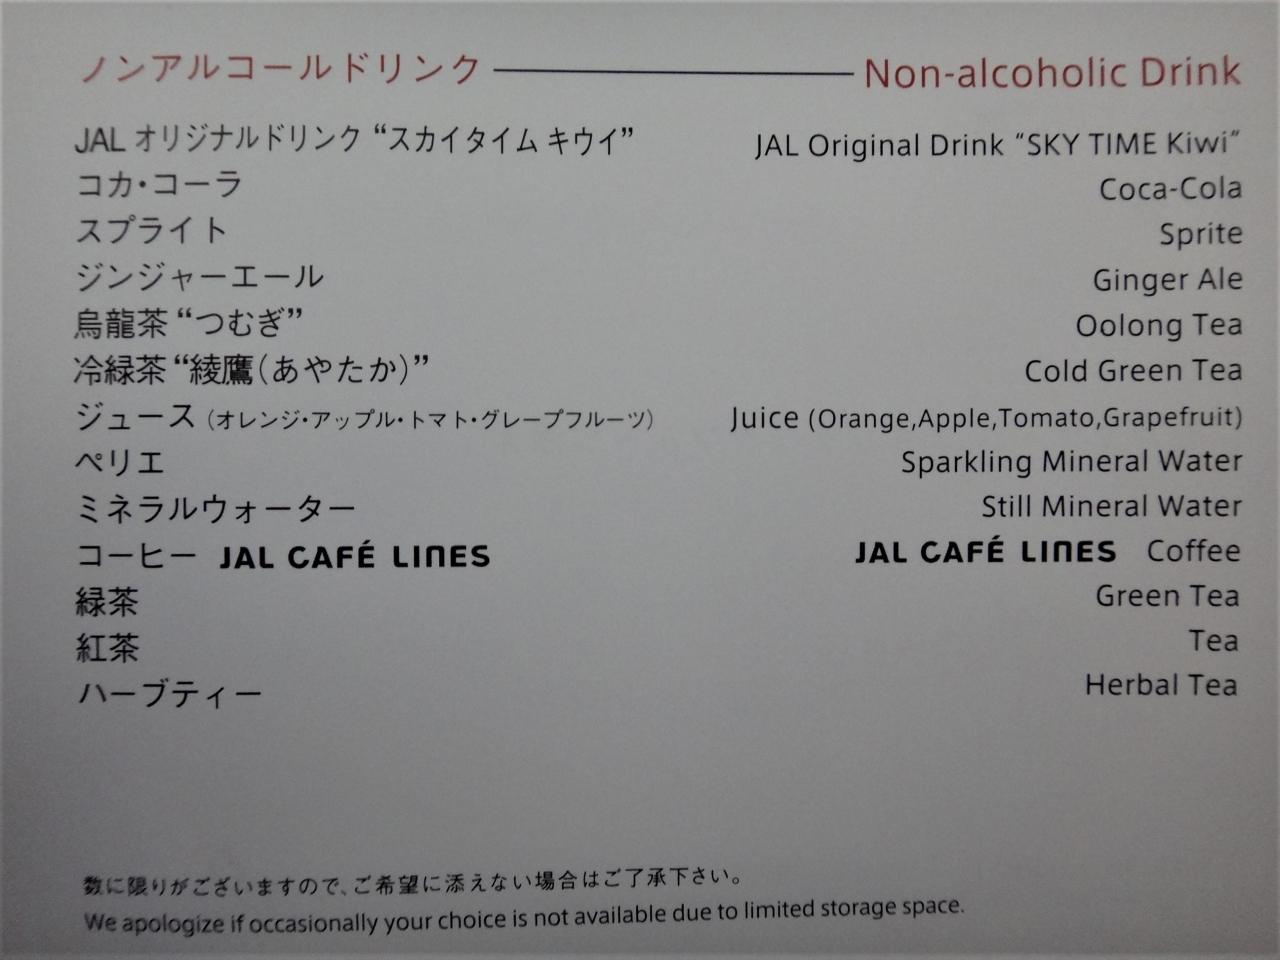 ノンアルコールドリンク Non-alcoholic Drink
JAL オリジナルドリンク “スカイタイム キウイ” JAL Original Drink “SKY TIME Kiwi”
コカ・コーラ Coca-Cola
スプライト Sprite
ジンジャーエール Ginger Ale
烏龍茶 “つむぎ” Oolong Tea
冷緑茶 “綾鷹（あやたか）” Cold Green Tea
ジュース（オレンジ・アップル・トマト・グレープフルーツ） Juice (Orange,Apple,Tomato,Grapefruit)
ペリエ Sparkling Mineral Water
ミネラルウォーター Still Mineral Water
コーヒー JAL CAFÉ LINES JAL CAFÉ LINES Coffee
緑茶 Green Tea
紅茶 Tea
ハーブティー Herbal Tea
数に限りがございますので、ご希望に添えない場合はご了承下さい。
We apologize if occasionally your choice is not available due to limited storage space.